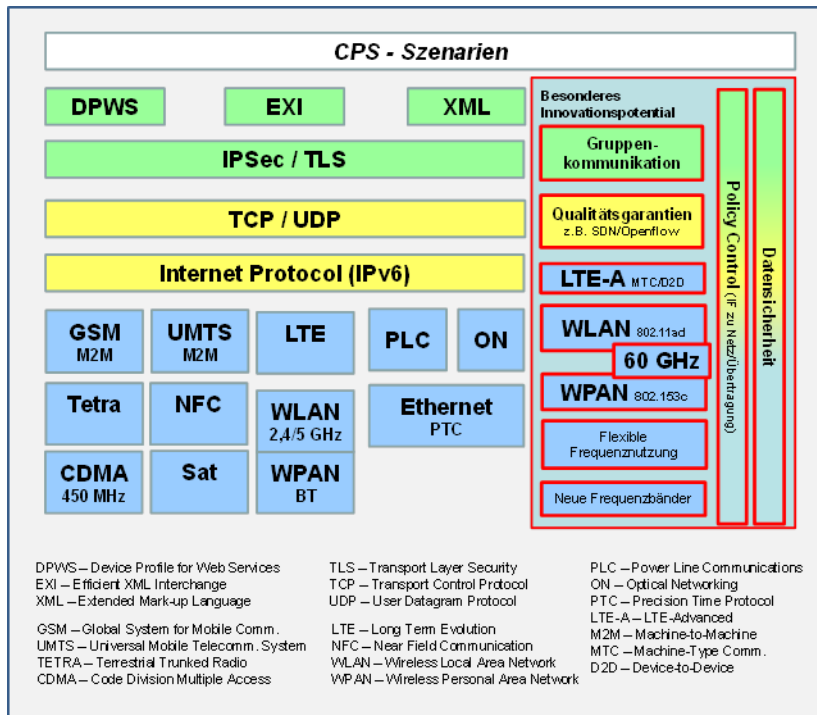 CPS - Szenarien
DPWS
EXI
XML
IPSec / TLS
TCP / UDP
Internet Protocol (IPv6)
GSM
M2M
UMTS
M2M
LTE
PLC
ON
Tetra
NFC
WLAN
2,4/5 GHz
Ethernet
PTC
CDMA
450 MHz
Sat
WPAN
BT
Besonderes
Innovationspotential
Gruppen-
kommunikation
Qualitätsgarantien
z.B. SDN/Openflow
LTE-A MTC/D2D
WLAN 802.11ad
60 GHz
WPAN 802.153c
Flexible
Frequenznutzung
Neue Frequenzbänder
Policy Control (IF zu Netz/Übertragung)
Datensicherheit
DPWS – Device Profile for Web Services
EXI – Efficient XML Interchange
XML – Extended Mark-up Language
GSM – Global System for Mobile Comm.
UMTS – Universal Mobile Telecomm. System
TETRA – Terrestrial Trunked Radio
CDMA – Code Division Multiple Access
TLS – Transport Layer Security
TCP – Transport Control Protocol
UDP – User Datagram Protocol
LTE – Long Term Evolution
NFC – Near Field Communication
WLAN – Wireless Local Area Network
WPAN – Wireless Personal Area Network
PLC – Power Line Communications
ON – Optical Networking
PTC – Precision Time Protocol
LTE-A – LTE-Advanced
M2M – Machine-to-Machine
MTC – Machine-Type Comm.
D2D – Device-to-Device